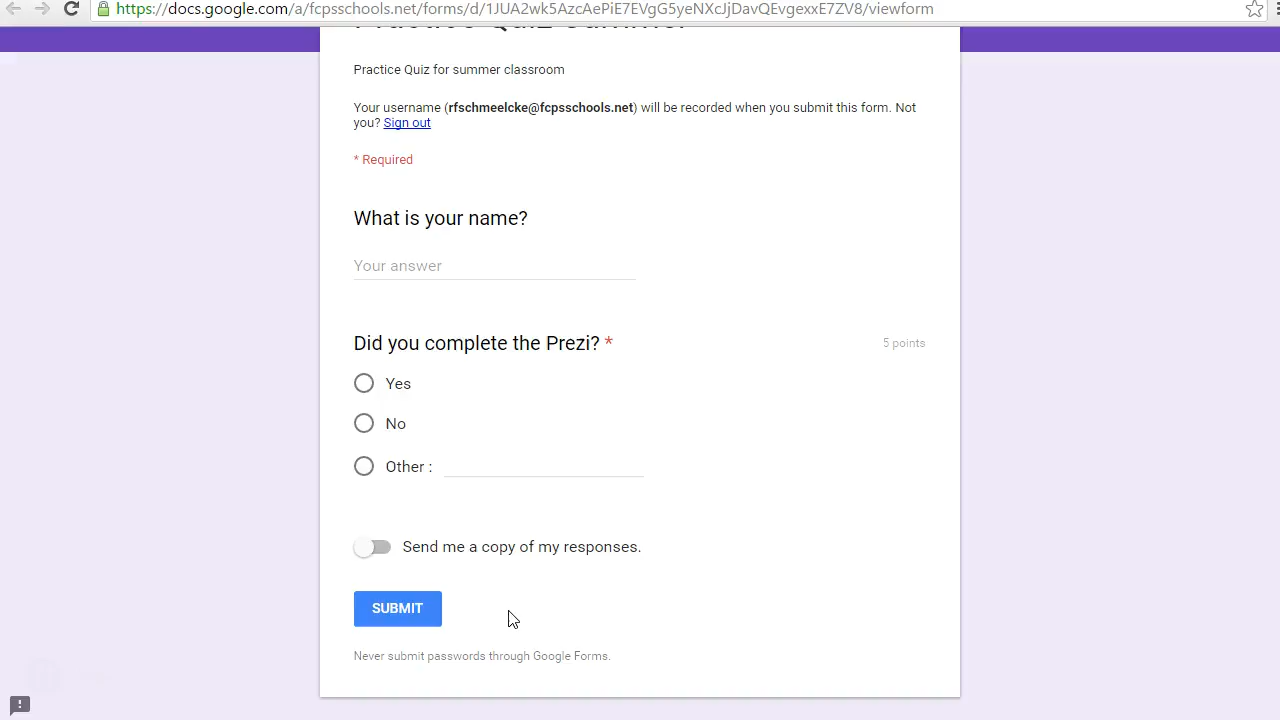 https://docs.google.com/a/fcpsschools.net/forms/d/1JUA2wk5AzcAePiE7EVgG5yeNXcJjDavQEvgexxE7ZV8/viewform
Practice Quiz Summer
Practice Quiz for summer classroom
Your username (rfschmeelcke@fcpsschools.net) will be recorded when you submit this form. Not
you? Sign out
* Required
What is your name?
Your answer
Did you complete the Prezi? *
5 points
Yes
No
Other :
Send me a copy of my responses.
SUBMIT
Never submit passwords through Google Forms.